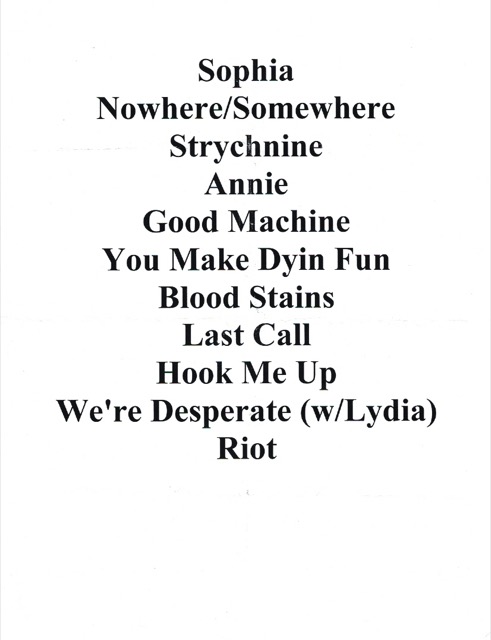 Sophia
Nowhere/Somewhere
Strychnine
Annie
Good Machine
You Make Dyin Fun
Blood Stains
Last Call
Hook Me Up
We're Desperate (w/Lydia)
Riot